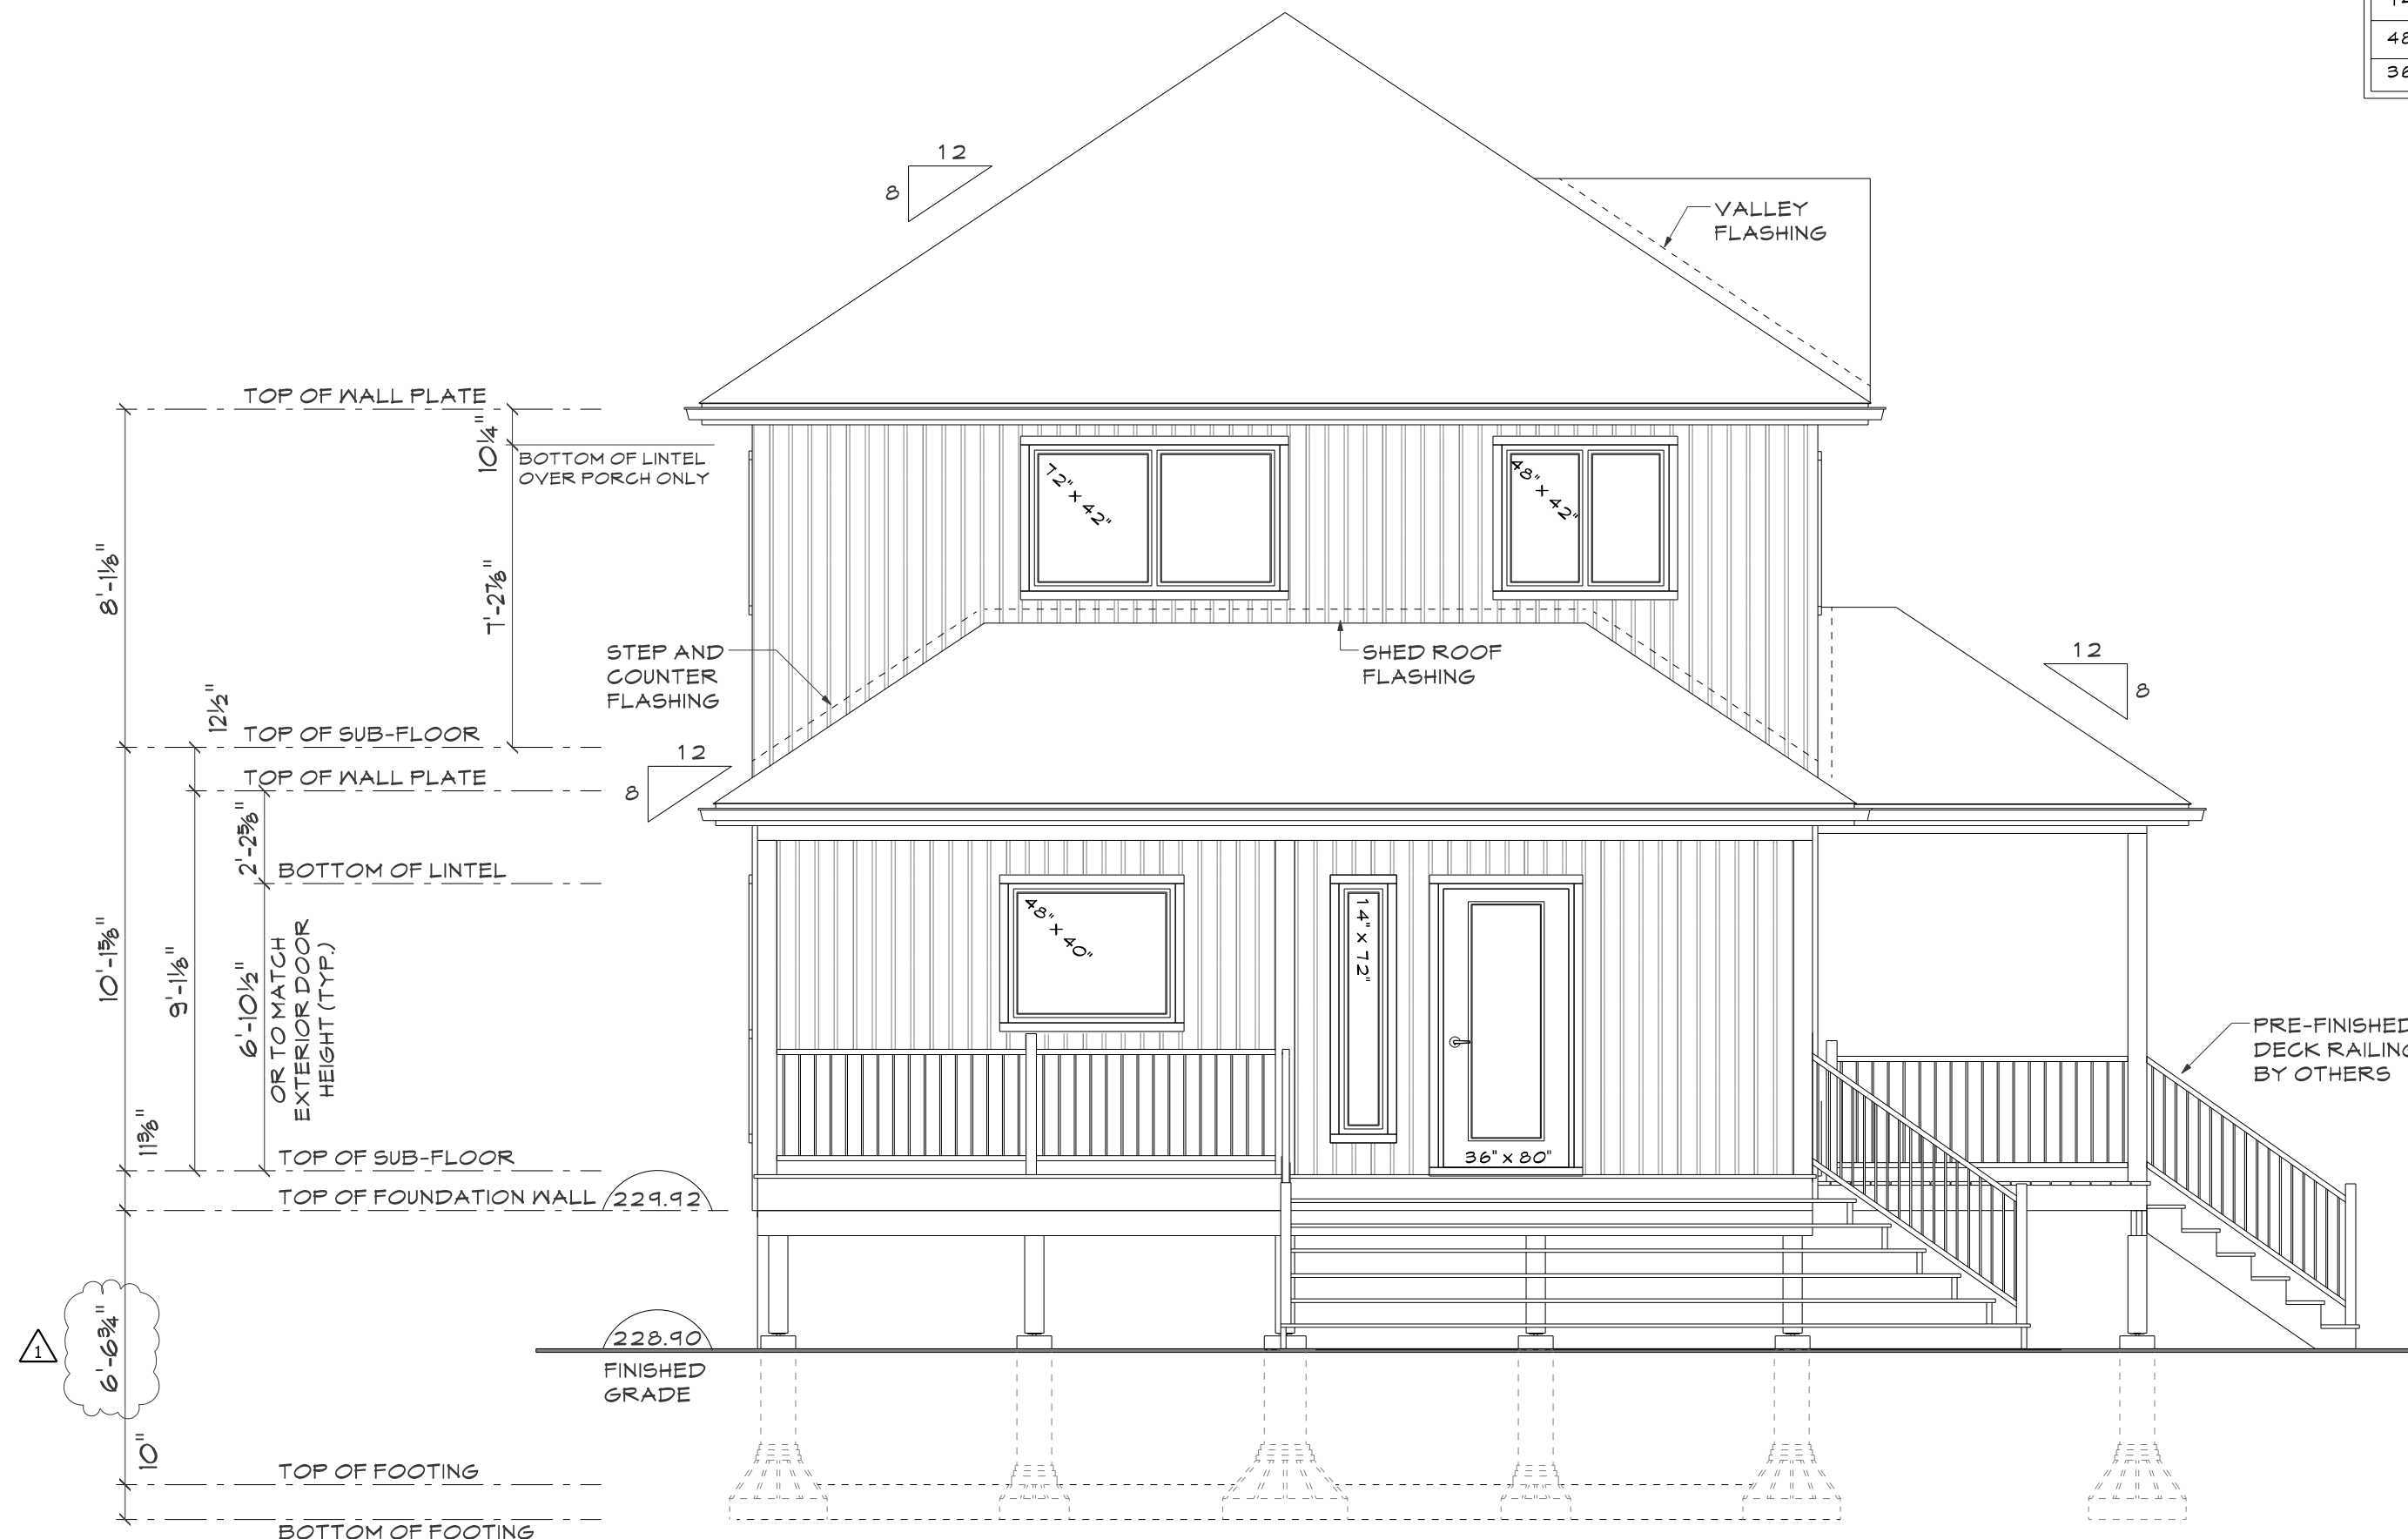 48
36
12
8
VALLEY
FLASHING
TOP OF WALL PLATE
10¼"
BOTTOM OF LINTEL
OVER PORCH ONLY
72" x 42"
48" x 42"
8'-1⅛"
7'-2⅞"
STEP AND
COUNTER
FLASHING
SHED ROOF
FLASHING
12
8
12½"
TOP OF SUB-FLOOR
12
8
TOP OF WALL PLATE
2'-2⅝"
BOTTOM OF LINTEL
48" x 40"
14" x 72"
10'-1⅝"
9'-1⅛"
6'-10½"
OR TO MATCH
EXTERIOR DOOR
HEIGHT (TYP.)
PRE-FINISHED
DECK RAILING
BY OTHERS
11⅜"
TOP OF SUB-FLOOR
36" x 80"
TOP OF FOUNDATION WALL
229.92
1
6'-6¾"
228.90
FINISHED
GRADE
10"
TOP OF FOOTING
BOTTOM OF FOOTING